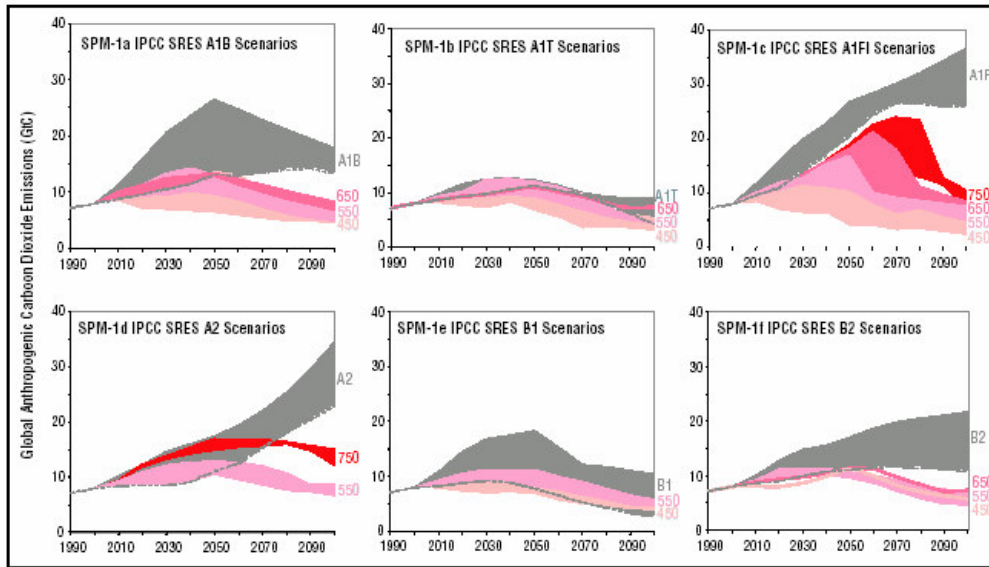 Global Anthropogenic Carboon Dioxide Emissions (GtC)
SPM-1a IPCC SRES A1B Scenarios
40
30
20
10
0
A1B
650
550
450
1990 2010 2030 2050 2070 2090
SPM-1b IPCC SRES A1T Scenarios
40
30
20
10
0
A1T
650
550
450
1990 2010 2030 2050 2070 2090
SPM-1c IPCC SRES A1FI Scenarios
40
30
20
10
0
A1F
750
650
550
450
1990 2010 2030 2050 2070 2090
SPM-1d IPCC SRES A2 Scenarios
40
30
20
10
0
A2
750
550
1990 2010 2030 2050 2070 2090
SPM-1e IPCC SRES B1 Scenarios
40
30
20
10
0
B1
550
450
1990 2010 2030 2050 2070 2090
SPM-1f IPCC SRES B2 Scenarios
40
30
20
10
0
B2
650
550
450
1990 2010 2030 2050 2070 2090